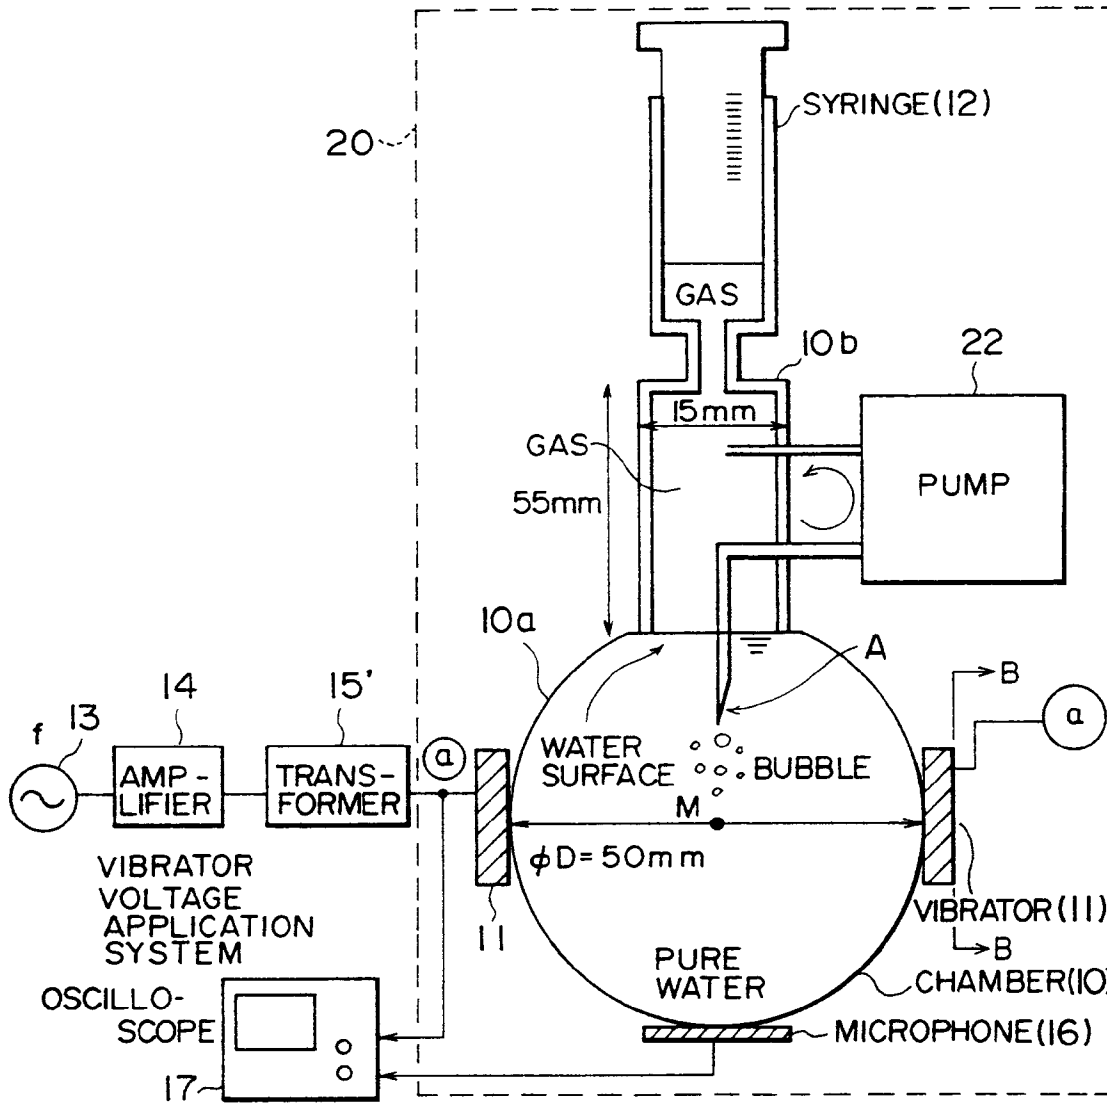 SYRINGE(12)
20
GAS
10b
22
15mm
GAS
PUMP
55mm
10a
A
B
14
15'
a
f
13
a
AMP-
LIFIER
TRANS-
FORMER
WATER
SURFACE
BUBBLE
M
φD=50mm
VIBRATOR
VOLTAGE
APPLICATION
SYSTEM
11
VIBRATOR(11)
B
PURE
WATER
CHAMBER(10)
OSCILLO-
SCOPE
MICROPHONE(16)
17